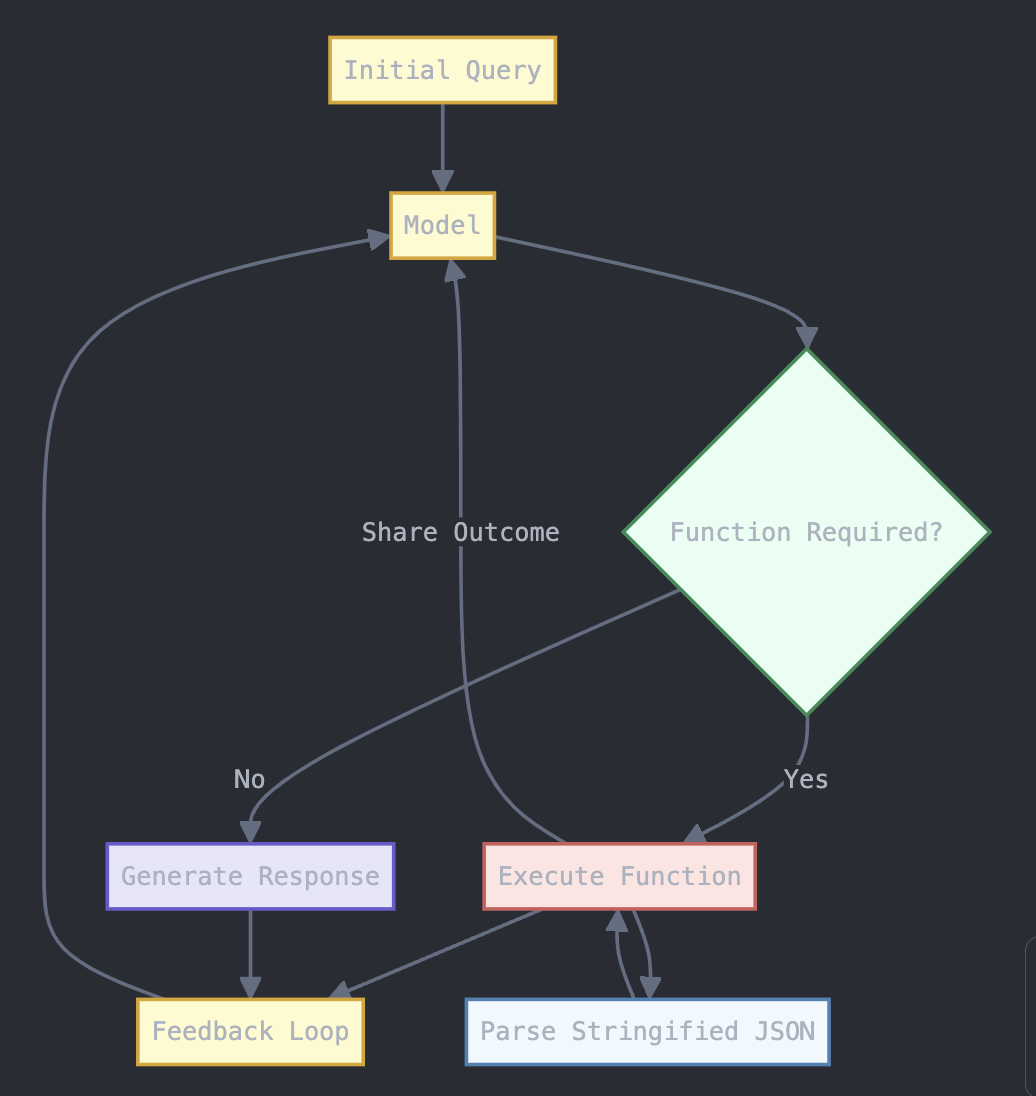 Initial Query
Model
Share Outcome
Function Required?
No
Yes
Generate Response
Execute Function
Feedback Loop
Parse Stringified JSON